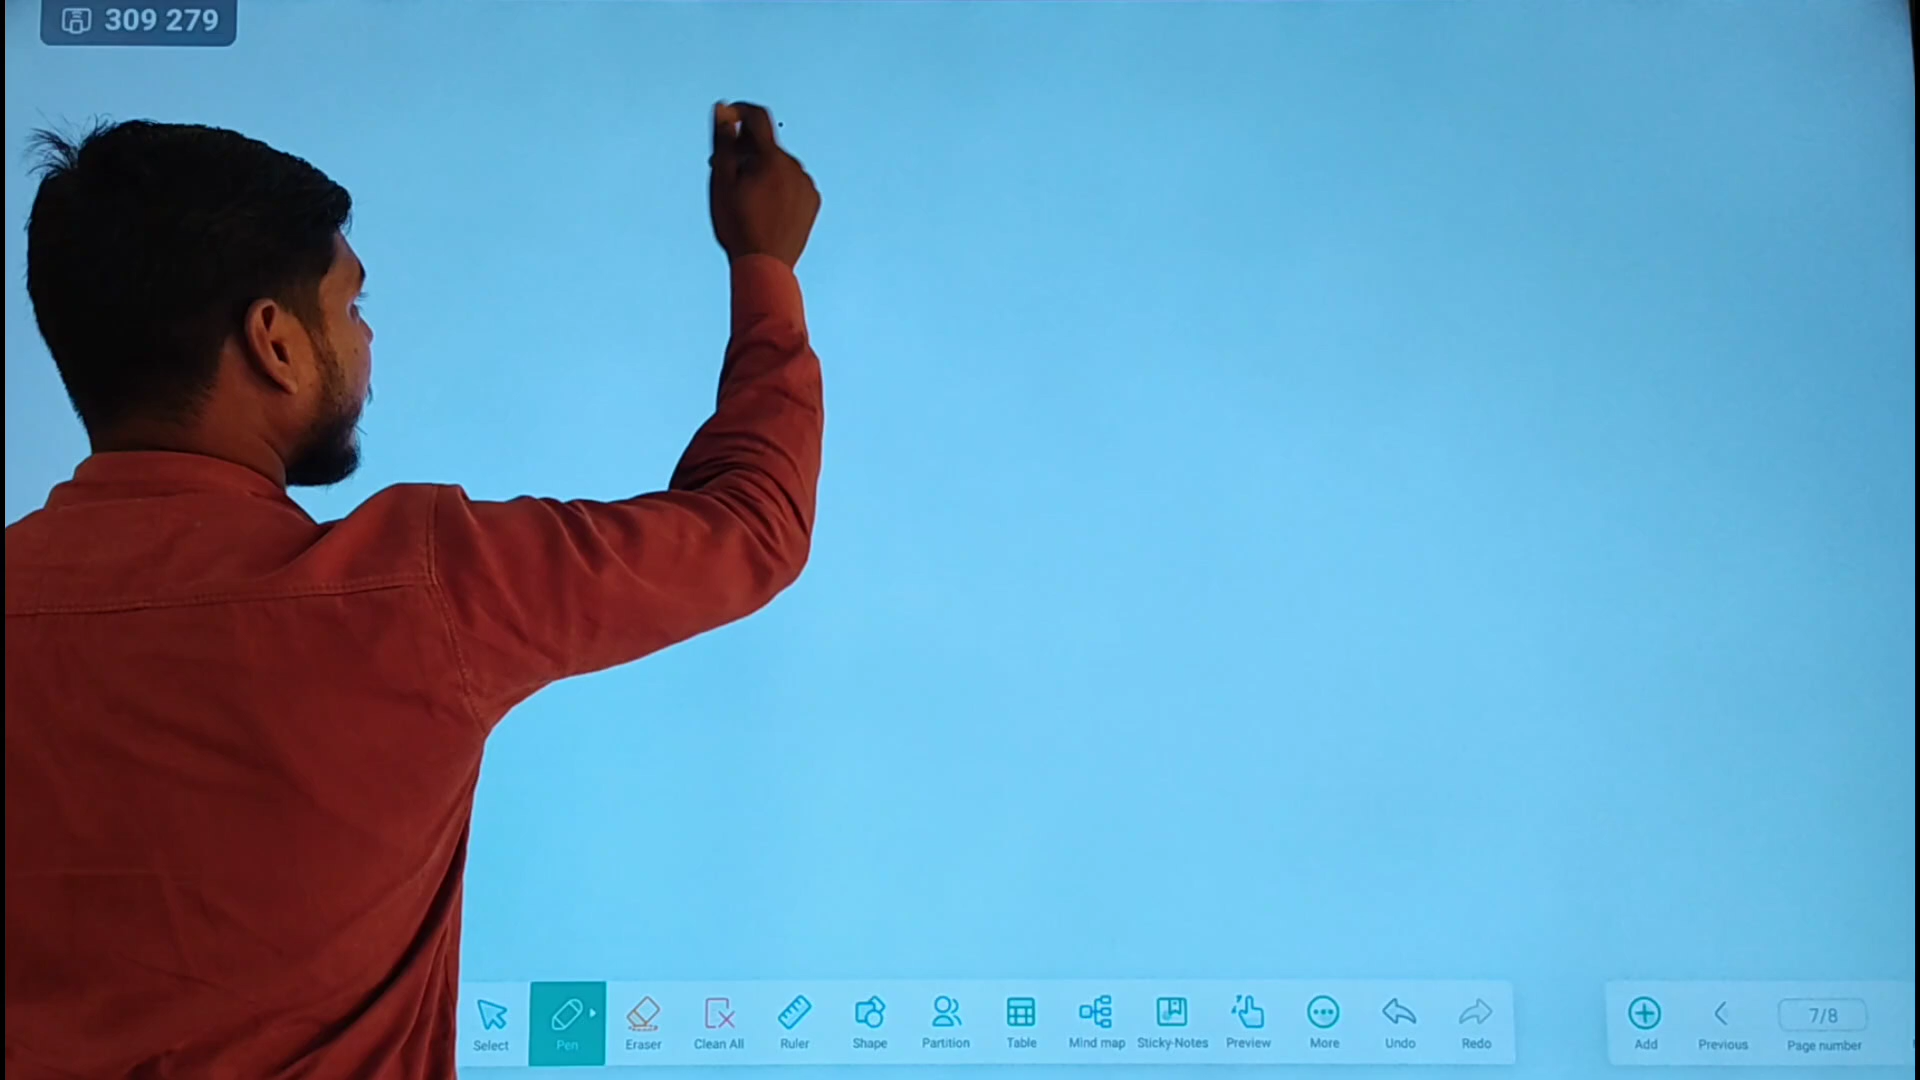 309 279
Select Pen Eraser Clean All Ruler Shape Partition Table Mind map Sticky-Notes Preview More Undo Redo
Add Previous 7/8 Page number